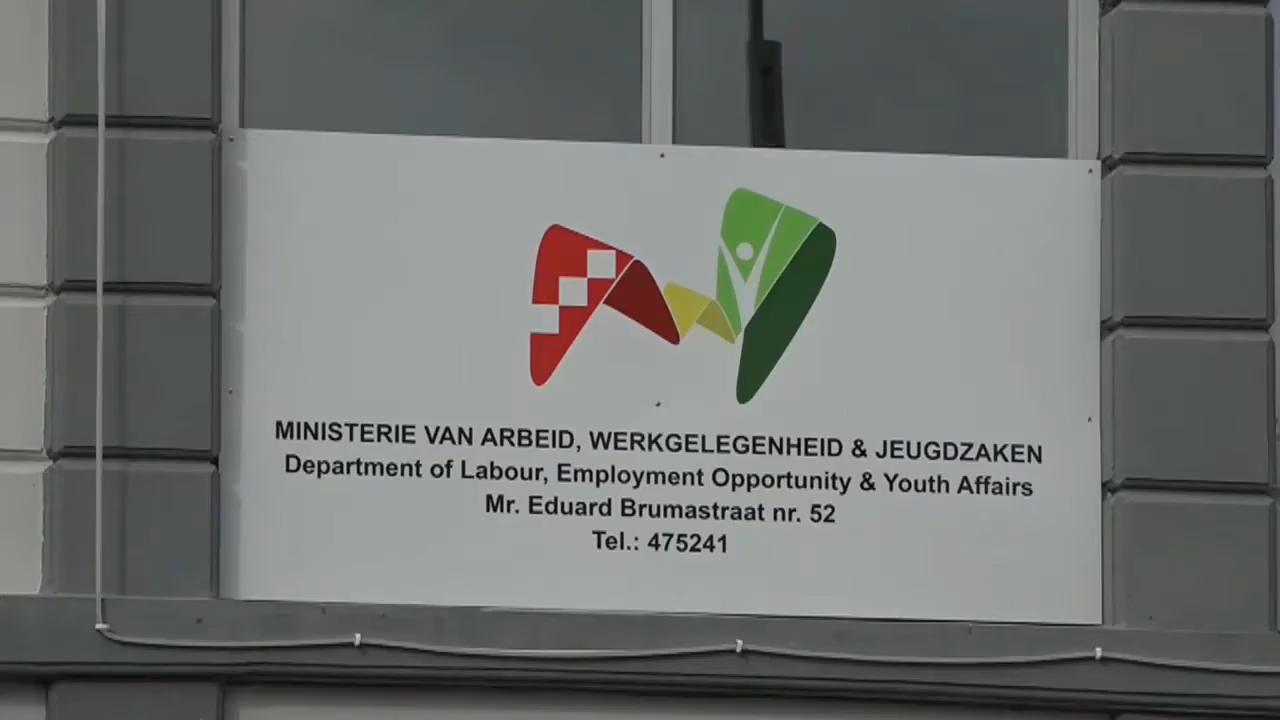 MINISTERIE VAN ARBEID, WERKGELEGENHEID & JEUGDZAKEN
Department of Labour, Employment Opportunity & Youth Affairs
Mr. Eduard Brumastraat nr. 52
Tel.: 475241